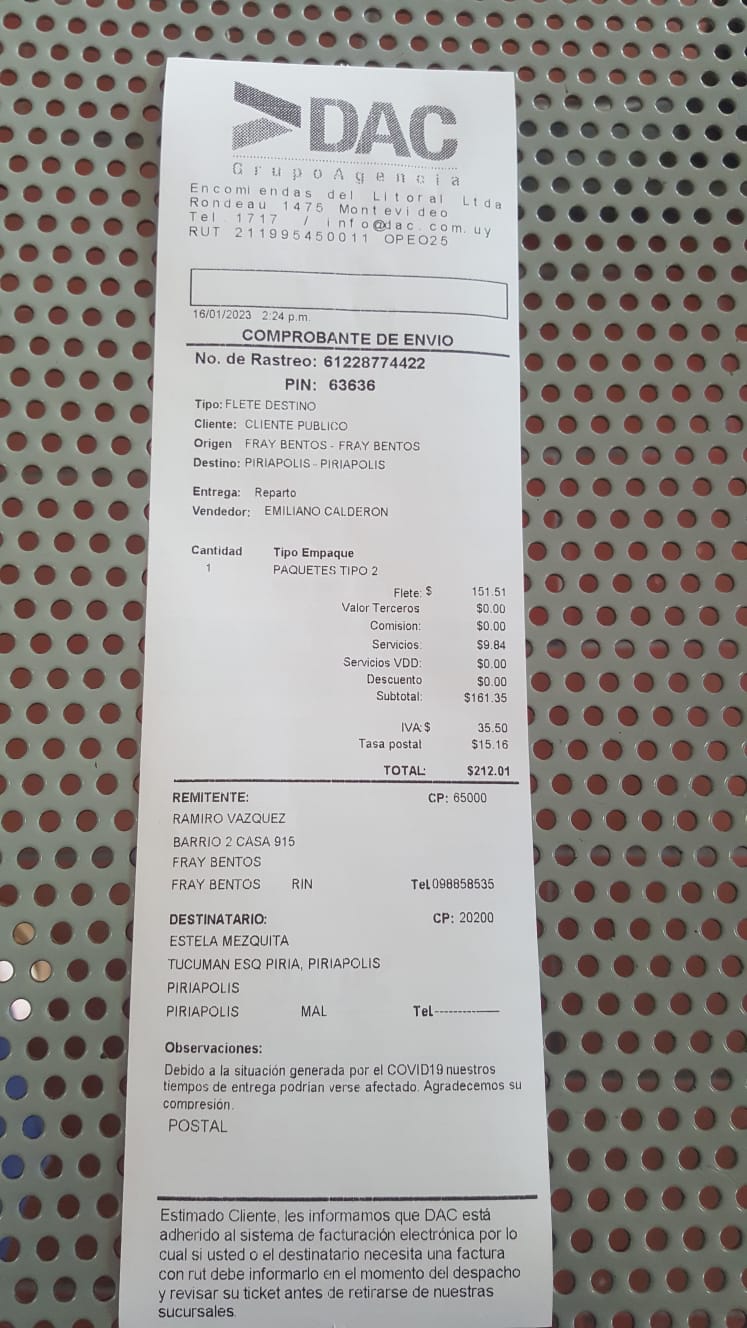 DAC
GrupoAgencia
Encomiendas del Litoral Ltda
Rondeau 1475 Montevideo
Tel 1717 / info@dac.com.uy
RUT 211995450011 OPE025
16/01/2023 2:24 p.m.
COMPROBANTE DE ENVIO
No. de Rastreo: 61228774422
PIN: 63636
Tipo: FLETE DESTINO
Cliente: CLIENTE PUBLICO
Origen FRAY BENTOS - FRAY BENTOS
Destino: PIRIAPOLIS - PIRIAPOLIS
Entrega: Reparto
Vendedor: EMILIANO CALDERON
Cantidad Tipo Empaque
1 PAQUETES TIPO 2
Flete: $ 151.51
Valor Terceros $0.00
Comision: $0.00
Servicios: $9.84
Servicios VDD: $0.00
Descuento $0.00
Subtotal: $161.35
IVA:$ 35.50
Tasa postal $15.16
TOTAL: $212.01
REMITENTE: CP: 65000
RAMIRO VAZQUEZ
BARRIO 2 CASA 915
FRAY BENTOS
FRAY BENTOS RIN Tel.098858535
DESTINATARIO: CP: 20200
ESTELA MEZQUITA
TUCUMAN ESQ PIRIA, PIRIAPOLIS
PIRIAPOLIS
PIRIAPOLIS MAL Tel.------------
Observaciones:
Debido a la situación generada por el COVID19 nuestros
tiempos de entrega podrían verse afectado. Agradecemos su
compresión.
POSTAL
Estimado Cliente, les informamos que DAC está
adherido al sistema de facturación electrónica por lo
cual si usted o el destinatario necesita una factura
con rut debe informarlo en el momento del despacho
y revisar su ticket antes de retirarse de nuestras
sucursales.